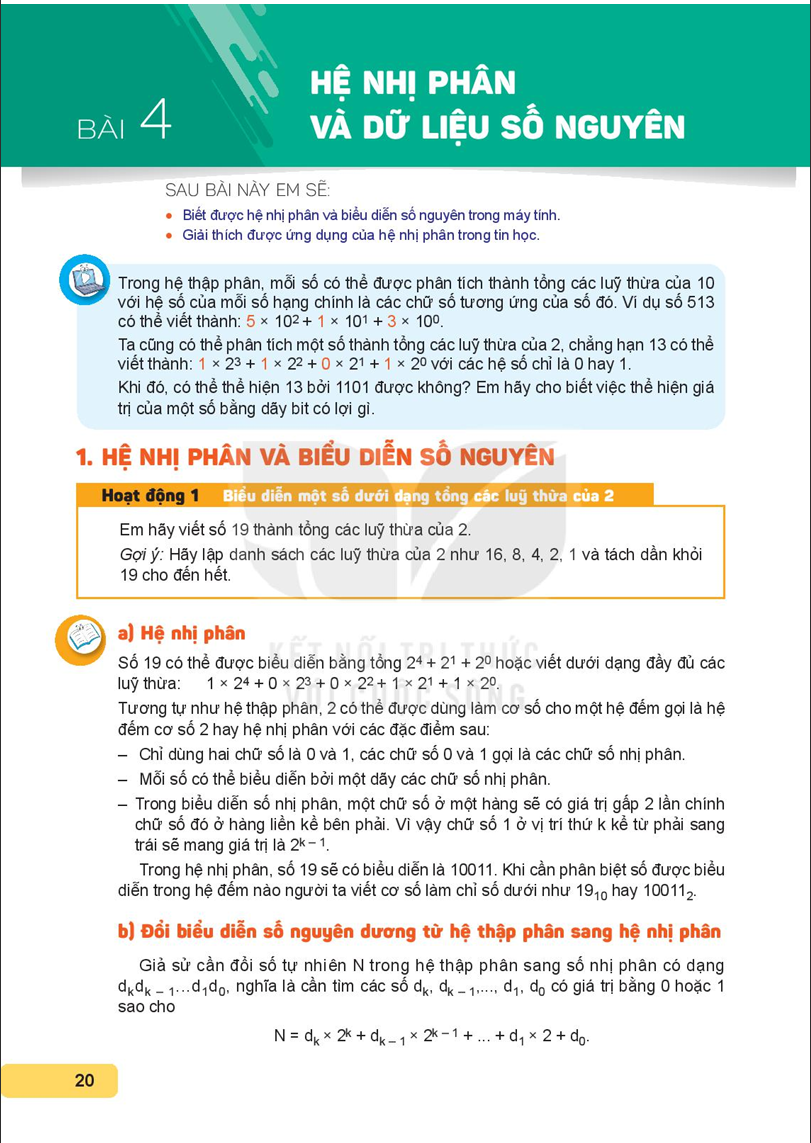 BÀI 4
HỆ NHỊ PHÂN
VÀ DỮ LIỆU SỐ NGUYÊN
SAU BÀI NÀY EM SẼ:
• Biết được hệ nhị phân và biểu diễn số nguyên trong máy tính.
• Giải thích được ứng dụng của hệ nhị phân trong tin học.
Trong hệ thập phân, mỗi số có thể được phân tích thành tổng các luỹ thừa của 10
với hệ số của mỗi số hạng chính là các chữ số tương ứng của số đó. Ví dụ số 513
có thể viết thành: 5 × 10² + 1 × 10¹ + 3 × 10⁰.
Ta cũng có thể phân tích một số thành tổng các luỹ thừa của 2, chẳng hạn 13 có thể
viết thành: 1 × 2³ + 1 × 2² + 0 × 2¹ + 1 × 2⁰ với các hệ số chỉ là 0 hay 1.
Khi đó, có thể thể hiện 13 bởi 1101 được không? Em hãy cho biết việc thể hiện giá
trị của một số bằng dãy bit có lợi gì.
1. HỆ NHỊ PHÂN VÀ BIỂU DIỄN SỐ NGUYÊN
Hoạt động 1 Biểu diễn một số dưới dạng tổng các luỹ thừa của 2
Em hãy viết số 19 thành tổng các luỹ thừa của 2.
Gợi ý: Hãy lập danh sách các luỹ thừa của 2 như 16, 8, 4, 2, 1 và tách dần khỏi
19 cho đến hết.
a) Hệ nhị phân
KẾT NỐI TRI THỨC
VỚI CUỘC SỐNG
Số 19 có thể được biểu diễn bằng tổng 2⁴ + 2¹ + 2⁰ hoặc viết dưới dạng đầy đủ các
luỹ thừa: 1 × 2⁴ + 0 × 2³ + 0 × 2² + 1 × 2¹ + 1 × 2⁰.
Tương tự như hệ thập phân, 2 có thể được dùng làm cơ số cho một hệ đếm gọi là hệ
đếm cơ số 2 hay hệ nhị phân với các đặc điểm sau:
– Chỉ dùng hai chữ số là 0 và 1, các chữ số 0 và 1 gọi là các chữ số nhị phân.
– Mỗi số có thể biểu diễn bởi một dãy các chữ số nhị phân.
– Trong biểu diễn số nhị phân, một chữ số ở một hàng sẽ có giá trị gấp 2 lần chính
chữ số đó ở hàng liền kề bên phải. Vì vậy chữ số 1 ở vị trí thứ k kể từ phải sang
trái sẽ mang giá trị là 2ᵏ⁻¹.
Trong hệ nhị phân, số 19 sẽ có biểu diễn là 10011. Khi cần phân biệt số được biểu
diễn trong hệ đếm nào người ta viết cơ số làm chỉ số dưới như 19₁₀ hay 10011₂.
b) Đổi biểu diễn số nguyên dương từ hệ thập phân sang hệ nhị phân
Giả sử cần đổi số tự nhiên N trong hệ thập phân sang số nhị phân có dạng
dₖdₖ₋₁...d₁d₀, nghĩa là cần tìm các số dₖ, dₖ₋₁,..., d₁, d₀ có giá trị bằng 0 hoặc 1
sao cho
N = dₖ × 2ᵏ + dₖ₋₁ × 2ᵏ⁻¹ + ... + d₁ × 2 + d₀.
20